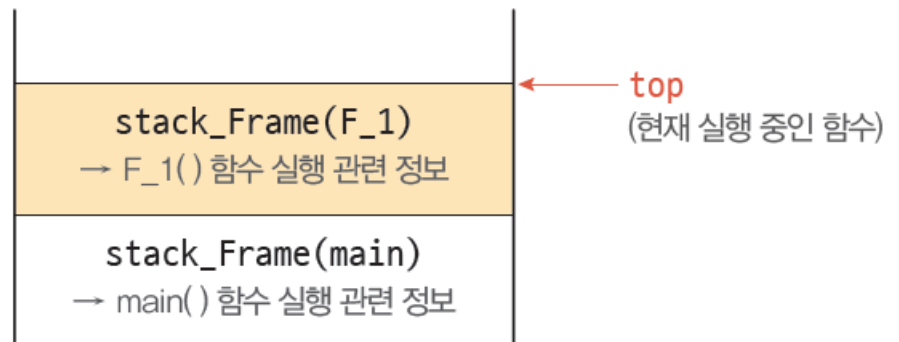 top
stack_Frame(F_1)
(현재 실행 중인 함수)
→ F_1( ) 함수 실행 관련 정보
stack_Frame(main)
→ main( ) 함수 실행 관련 정보